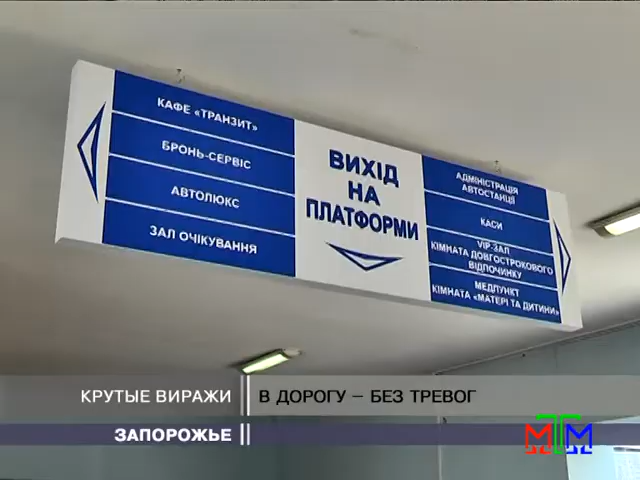 КАФЕ «ТРАНЗИТ»
БРОНЬ-СЕРВІС
АВТОЛЮКС
ЗАЛ ОЧІКУВАННЯ
ВИХІД
НА
ПЛАТФОРМИ
АДМІНІСТРАЦІЯ
АВТОСТАНЦІЇ
КАСИ
VIP-ЗАЛ
КІМНАТА ДОВГОСТРОКОВОГО
ВІДПОЧИНКУ
МЕДПУНКТ
КІМНАТА «МАТЕРІ ТА ДИТИНИ»
КРУТЫЕ ВИРАЖИ
В ДОРОГУ – БЕЗ ТРЕВОГ
ЗАПОРОЖЬЕ
МТМ